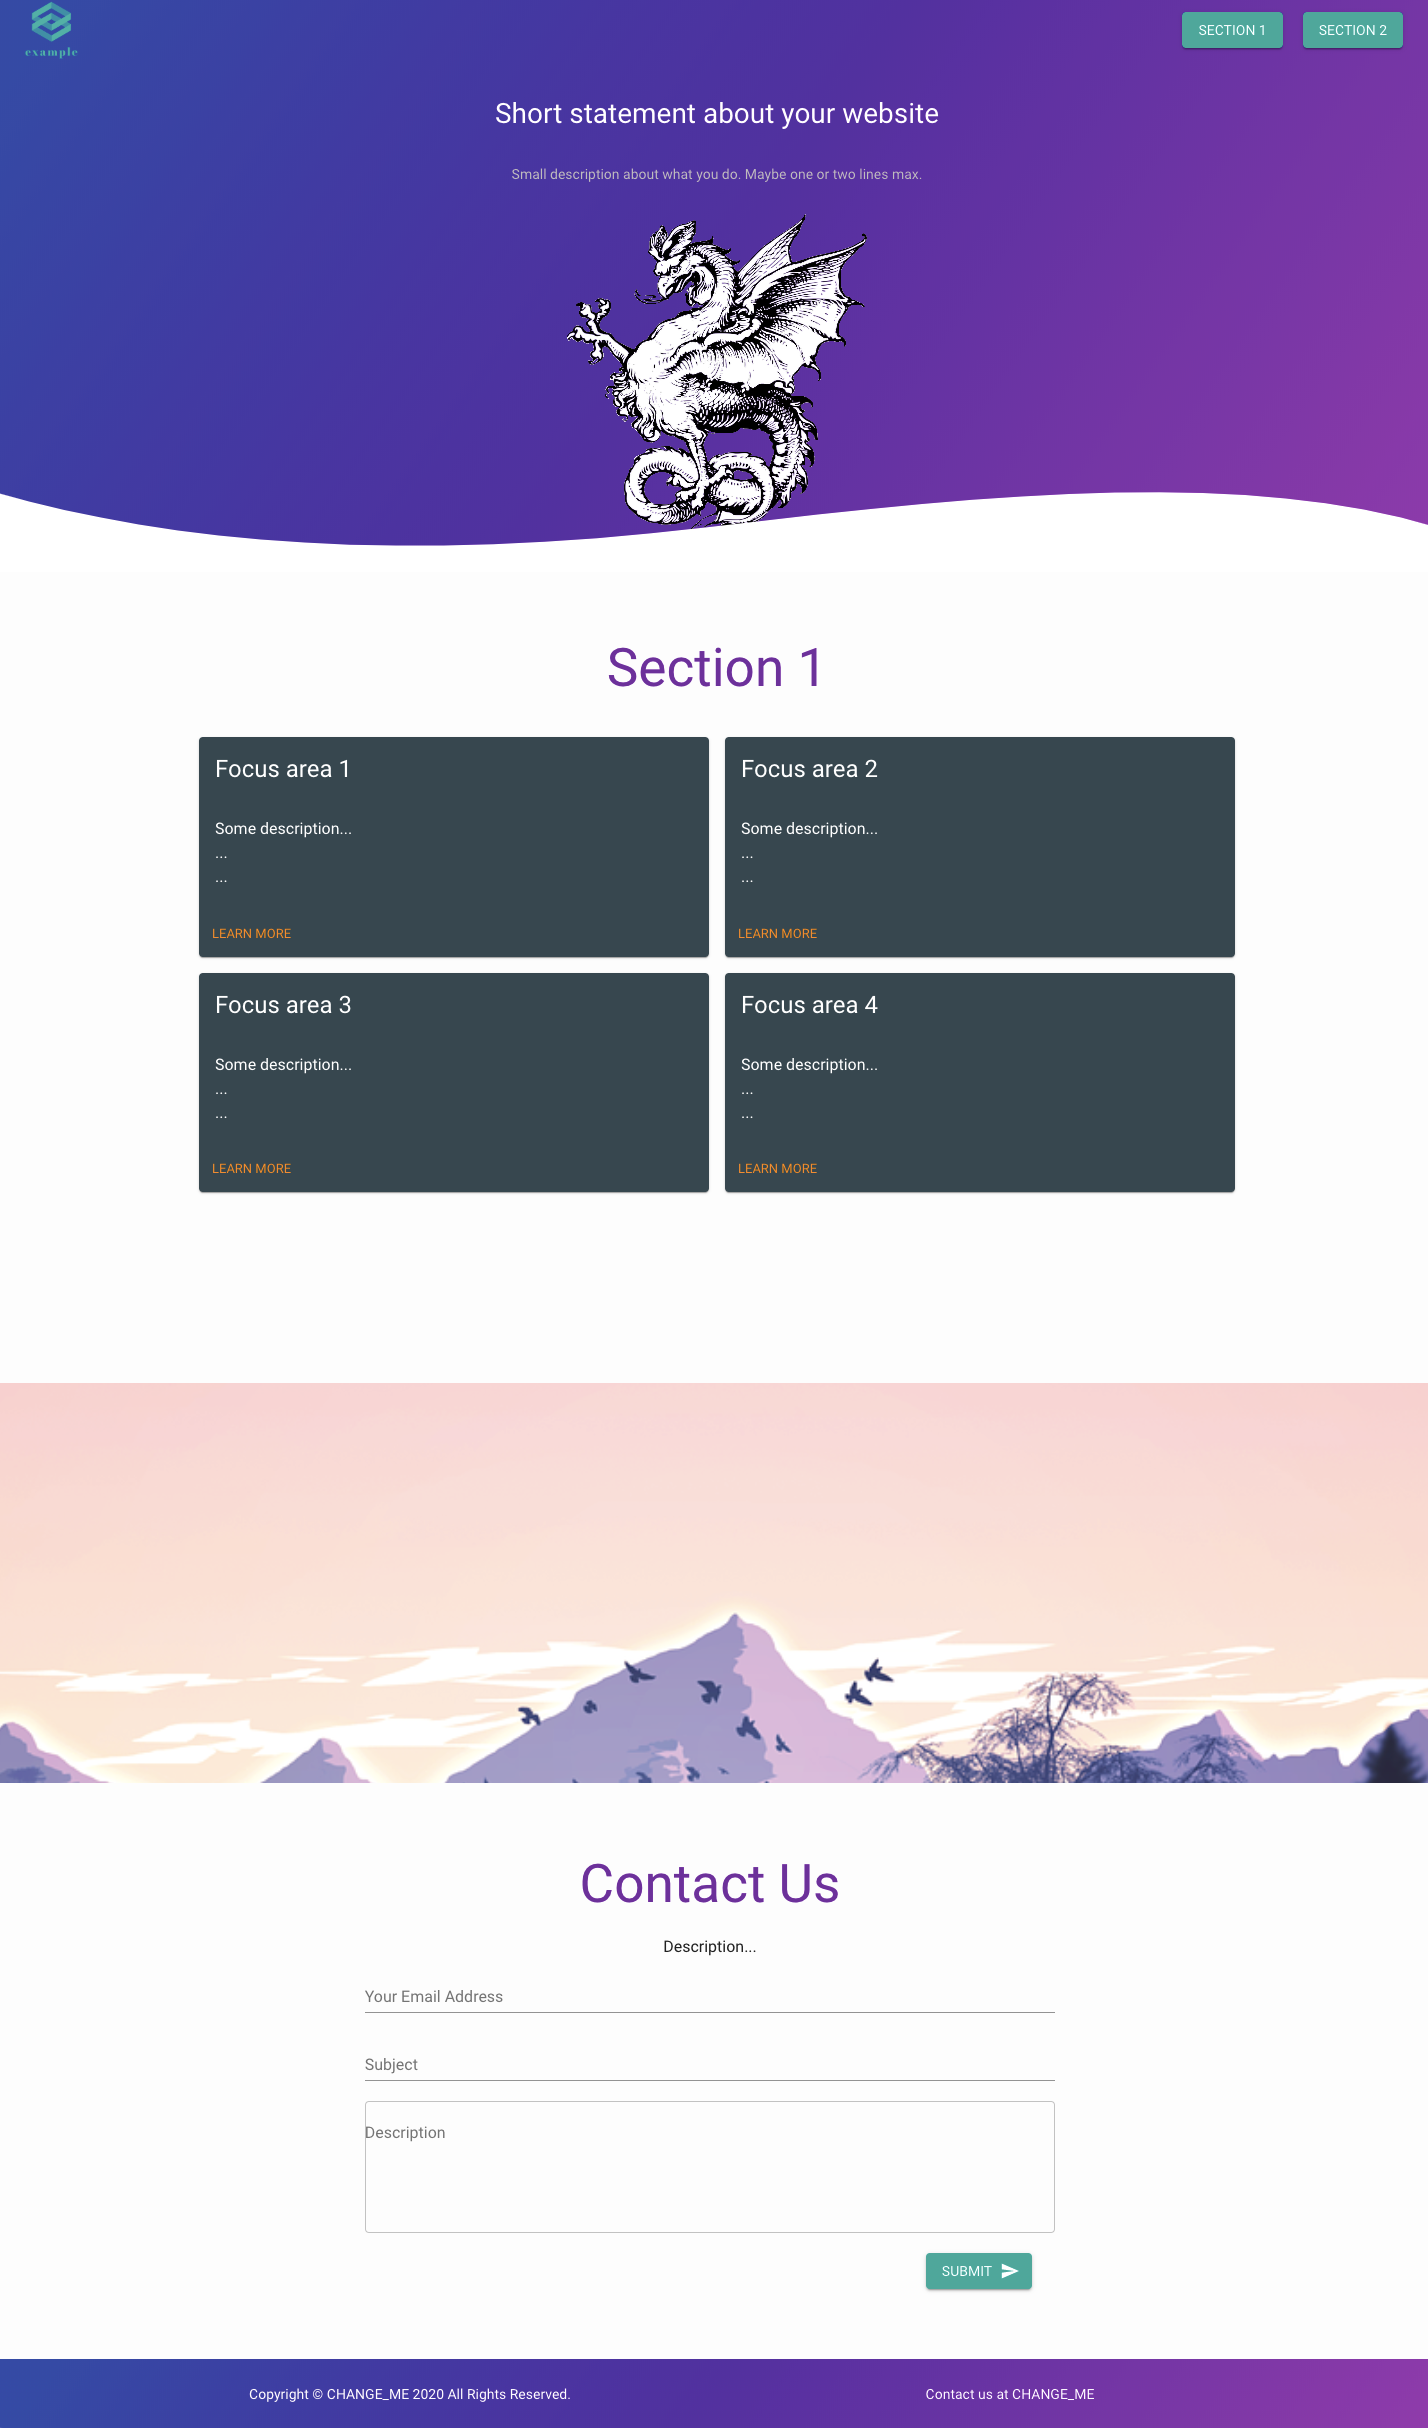 example
SECTION 1
SECTION 2
Short statement about your website
Small description about what you do. Maybe one or two lines max.
Section 1
Focus area 1
Some description...
...
...
LEARN MORE
Focus area 2
Some description...
...
...
LEARN MORE
Focus area 3
Some description...
...
...
LEARN MORE
Focus area 4
Some description...
...
...
LEARN MORE
Contact Us
Description...
Your Email Address
Subject
Description
SUBMIT
Copyright © CHANGE_ME 2020 All Rights Reserved.
Contact us at CHANGE_ME